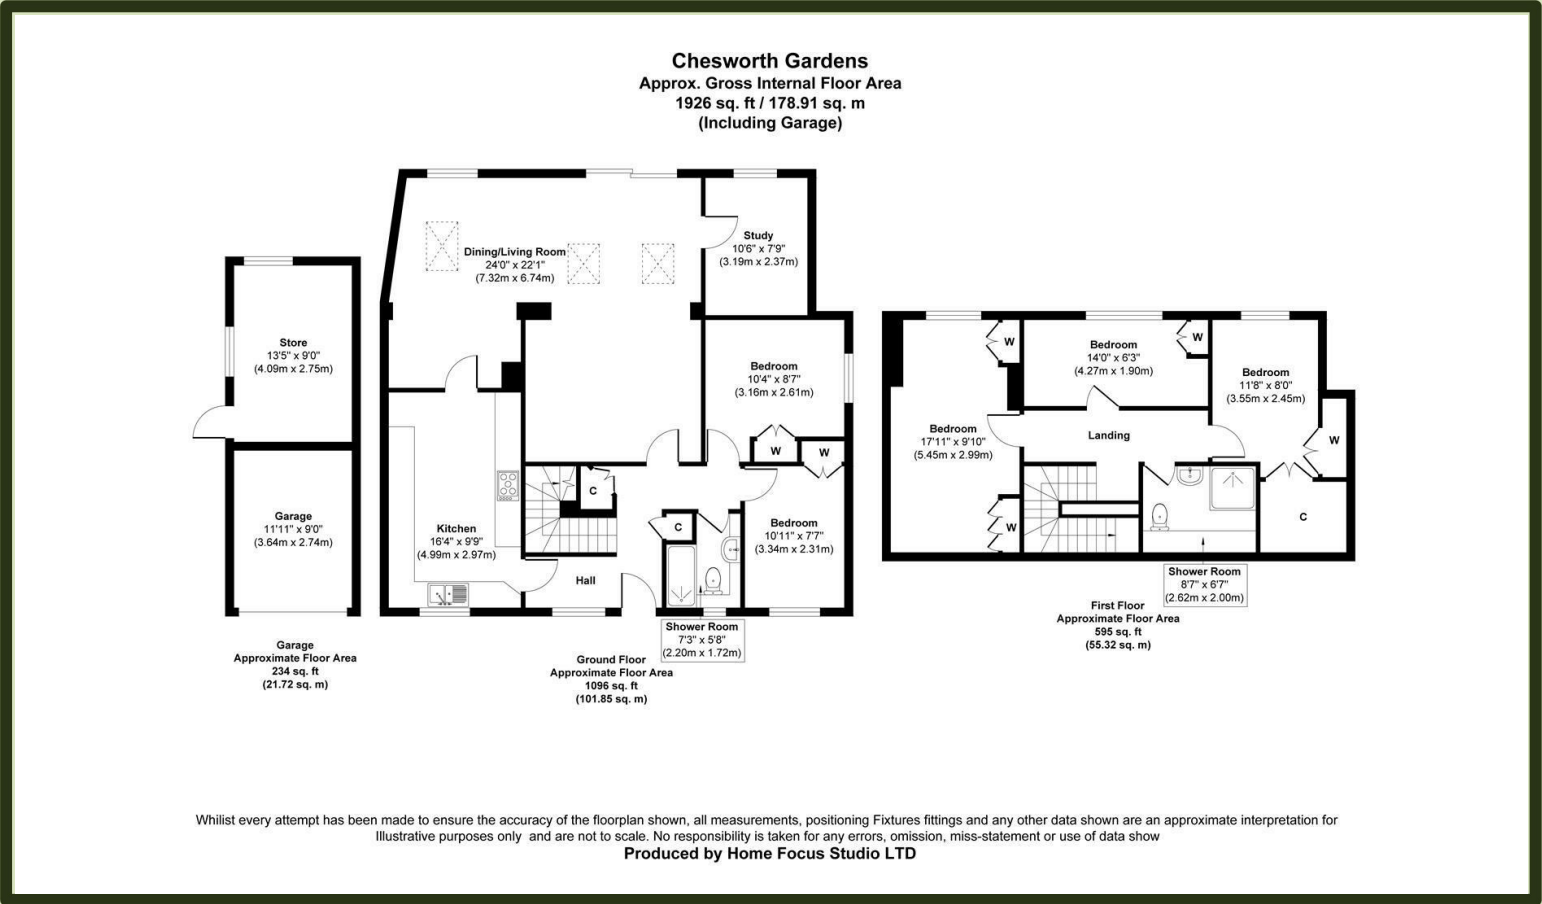 Chesworth Gardens
Approx. Gross Internal Floor Area
1926 sq. ft / 178.91 sq. m
(Including Garage)
Store
13'5" x 9'0"
(4.09m x 2.75m)
Garage
11'11" x 9'0"
(3.64m x 2.74m)
Garage
Approximate Floor Area
234 sq. ft
(21.72 sq. m)
Dining/Living Room
24'0" x 22'1"
(7.32m x 6.74m)
Study
10'6" x 7'9"
(3.19m x 2.37m)
Bedroom
10'4" x 8'7"
(3.16m x 2.61m)
W
W
C
Kitchen
16'4" x 9'9"
(4.99m x 2.97m)
C
Bedroom
10'11" x 7'7"
(3.34m x 2.31m)
Hall
Shower Room
7'3" x 5'8"
(2.20m x 1.72m)
Ground Floor
Approximate Floor Area
1096 sq. ft
(101.85 sq. m)
W
Bedroom
14'0" x 6'3"
(4.27m x 1.90m)
W
Bedroom
11'8" x 8'0"
(3.55m x 2.45m)
Bedroom
17'11" x 9'10"
(5.45m x 2.99m)
Landing
W
W
C
Shower Room
8'7" x 6'7"
(2.62m x 2.00m)
First Floor
Approximate Floor Area
595 sq. ft
(55.32 sq. m)
Whilist every attempt has been made to ensure the accuracy of the floorplan shown, all measurements, positioning Fixtures fittings and any other data shown are an approximate interpretation for
Illustrative purposes only and are not to scale. No responsibility is taken for any errors, omission, miss-statement or use of data show
Produced by Home Focus Studio LTD